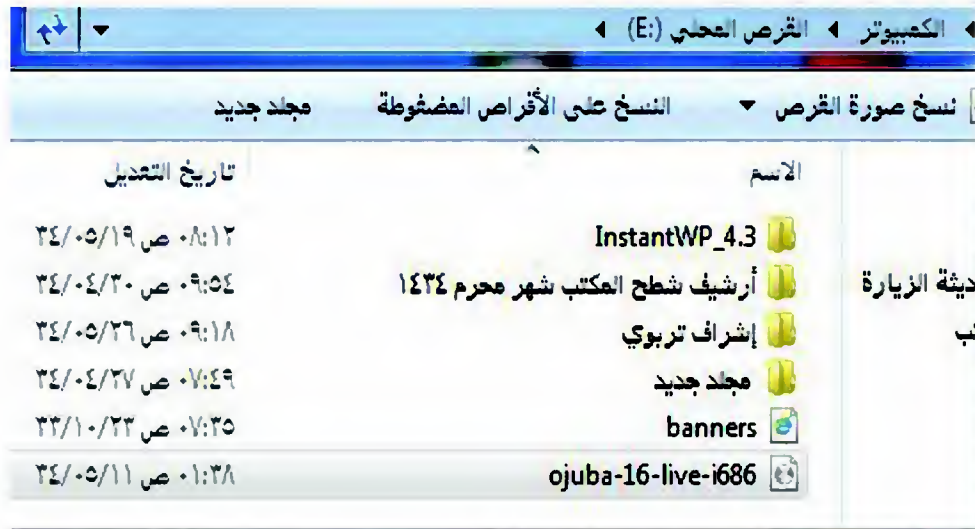 الكمبيوتر ◂ القرص المحلي (E:) ◂
نسخ صورة القرص ▾ النسخ على الأقراص المضغوطة مجلد جديد
الاسم تاريخ التعديل
InstantWP_4.3 ٠٨:١٢ ص ٣٤/٠٥/١٩
أرشيف شطح المكتب شهر محرم ١٤٣٤ ٠٩:٥٤ ص ٣٤/٠٤/٣٠
إشراف تربوي ٠٩:١٨ ص ٣٤/٠٥/٢٦
مجلد جديد ٠٧:٤٩ ص ٣٤/٠٤/٢٧
banners ٠٧:٣٥ ص ٣٣/١٠/٢٣
ojuba-16-live-i686 ٠١:٣٨ ص ٣٤/٠٥/١١
ديثة الزيارة
تب